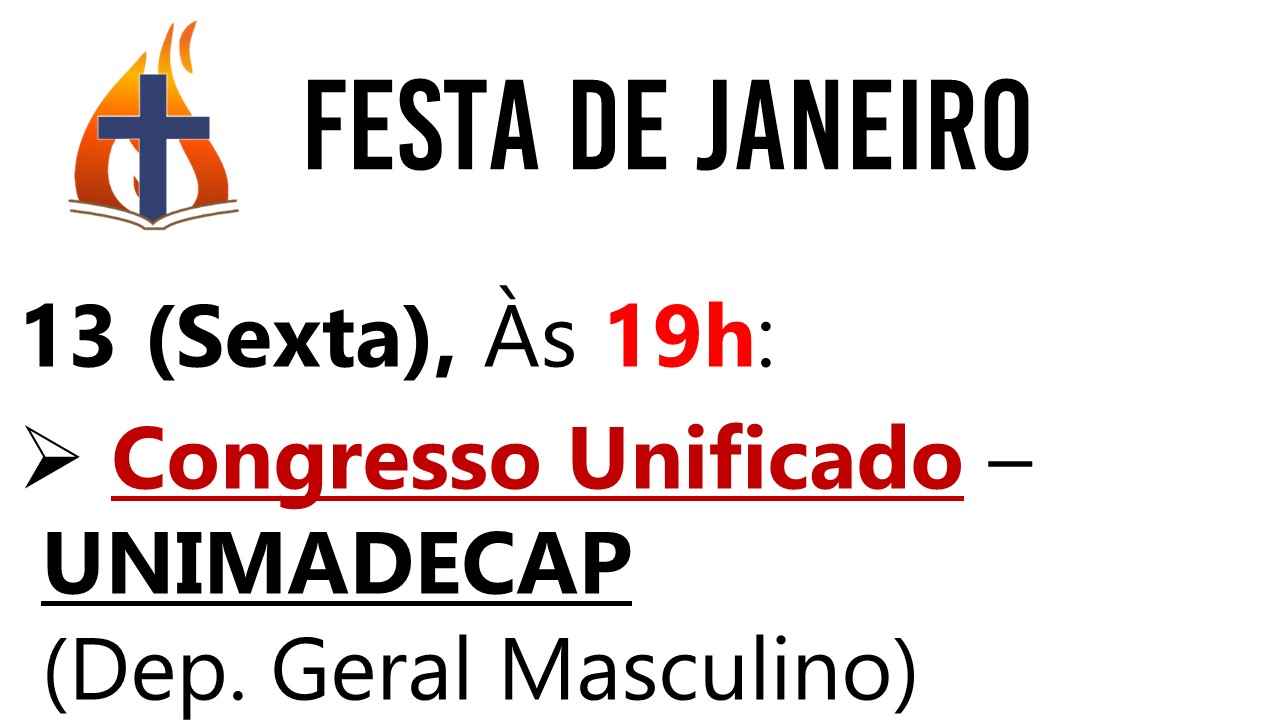 FESTA DE JANEIRO
13 (Sexta), Às 19h:
➢ Congresso Unificado –
UNIMADECAP
(Dep. Geral Masculino)